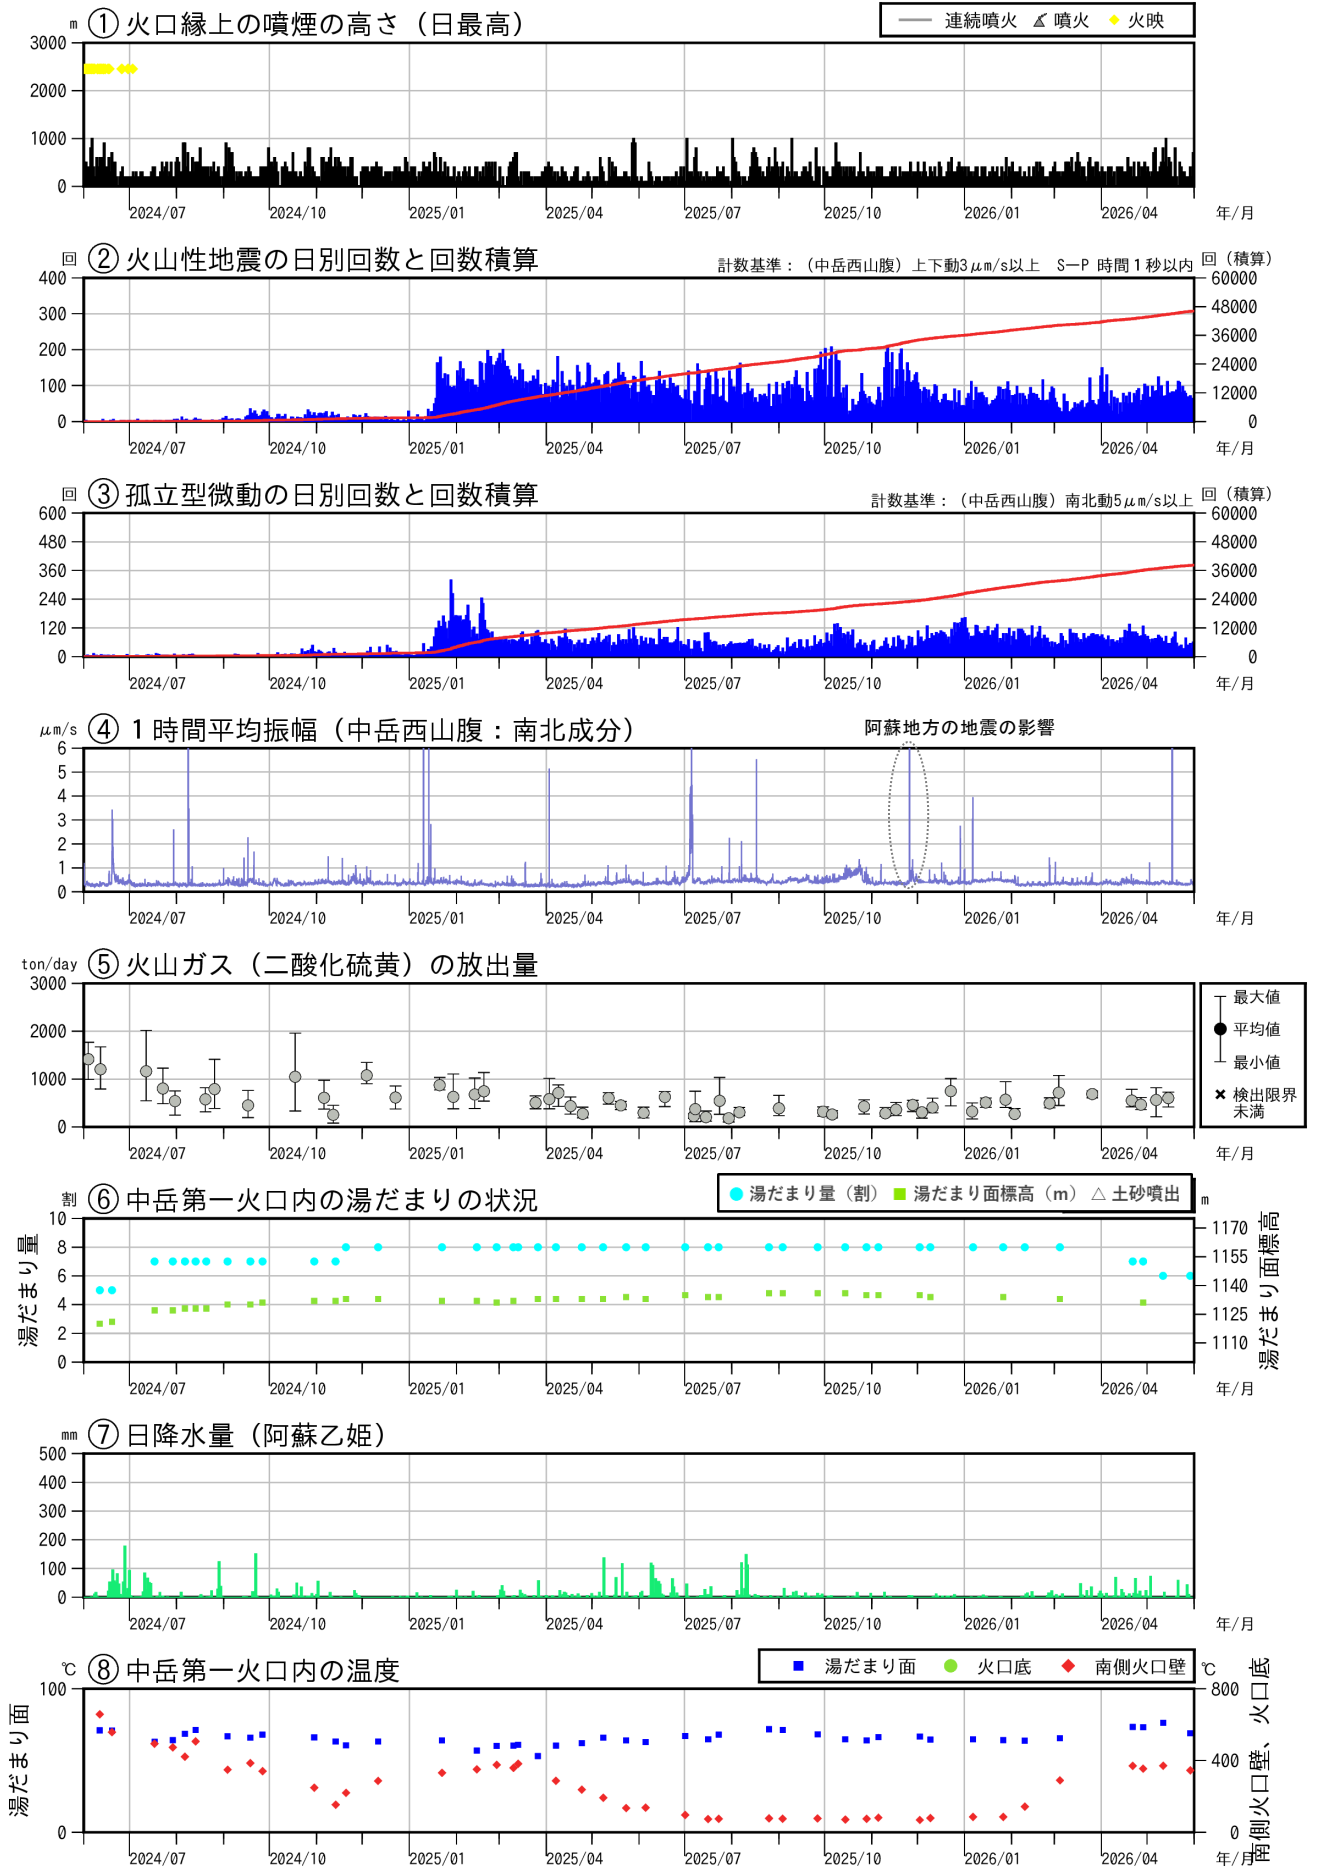 m ① 火口縁上の噴煙の高さ（日最高）
連続噴火 噴火 火映
3000
2000
1000
0
2024/07 2024/10 2025/01 2025/04 2025/07 2025/10 2026/01 2026/04 年/月
回 ② 火山性地震の日別回数と回数積算
計数基準：（中岳西山腹）上下動3μm/s以上 S－P 時間１秒以内 回（積算）
400 60000
300 48000
200 36000
24000
100 12000
0 0
2024/07 2024/10 2025/01 2025/04 2025/07 2025/10 2026/01 2026/04 年/月
回 ③ 孤立型微動の日別回数と回数積算
計数基準：（中岳西山腹）南北動5μm/s以上 回（積算）
600 60000
480 48000
360 36000
240 24000
120 12000
0 0
2024/07 2024/10 2025/01 2025/04 2025/07 2025/10 2026/01 2026/04 年/月
μm/s ④ １時間平均振幅（中岳西山腹：南北成分）
阿蘇地方の地震の影響
6
5
4
3
2
1
0
2024/07 2024/10 2025/01 2025/04 2025/07 2025/10 2026/01 2026/04 年/月
ton/day ⑤ 火山ガス（二酸化硫黄）の放出量
3000
2000
1000
0
最大値
平均値
最小値
検出限界
未満
2024/07 2024/10 2025/01 2025/04 2025/07 2025/10 2026/01 2026/04 年/月
割 ⑥ 中岳第一火口内の湯だまりの状況
湯だまり量（割） 湯だまり面標高（m） △ 土砂噴出 m
湯だまり量
湯だまり面標高
10
8
6
4
2
0
1170
1155
1140
1125
1110
2024/07 2024/10 2025/01 2025/04 2025/07 2025/10 2026/01 2026/04 年/月
mm ⑦ 日降水量（阿蘇乙姫）
500
400
300
200
100
0
2024/07 2024/10 2025/01 2025/04 2025/07 2025/10 2026/01 2026/04 年/月
℃ ⑧ 中岳第一火口内の温度
湯だまり面 火口底 南側火口壁 ℃
湯だまり面
南側火口壁、火口底
100 800
400
0 0
2024/07 2024/10 2025/01 2025/04 2025/07 2025/10 2026/01 2026/04 年/月